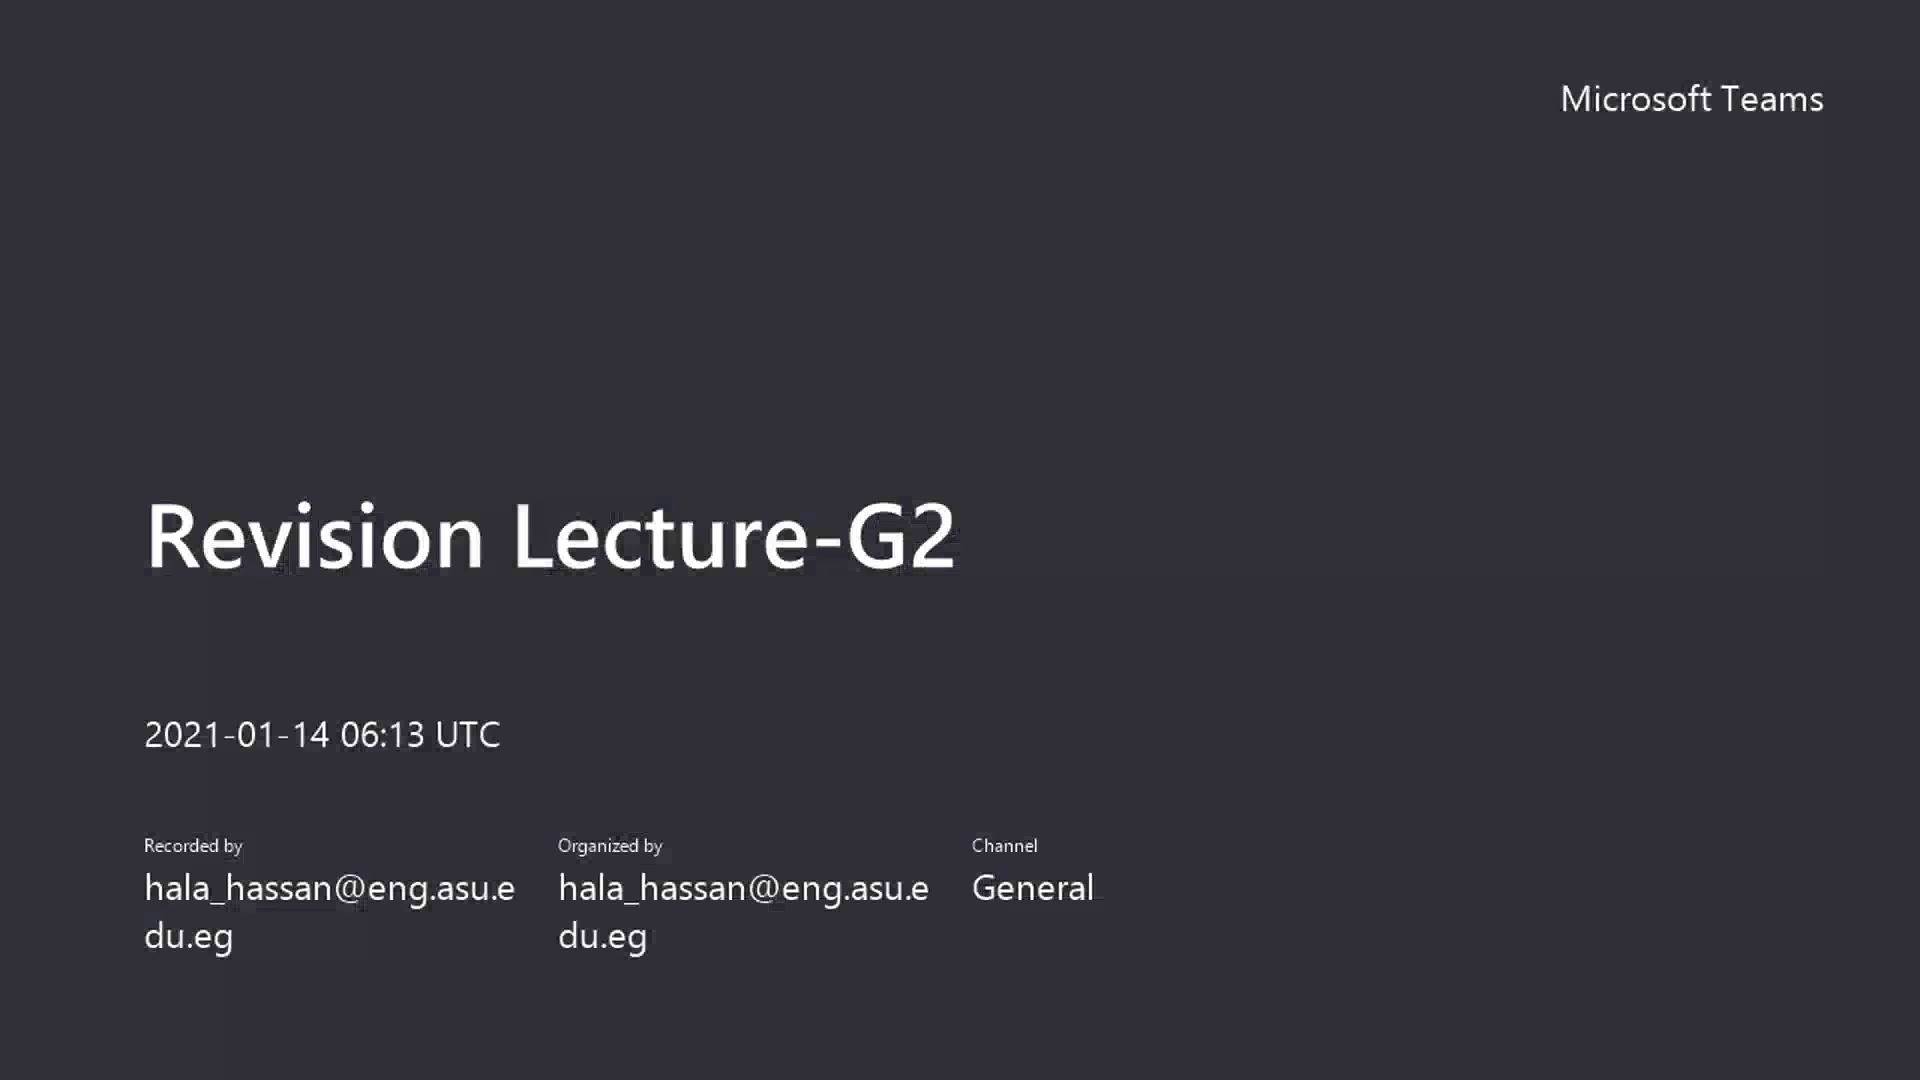 Microsoft Teams
Revision Lecture-G2
2021-01-14 06:13 UTC
Recorded by
hala_hassan@eng.asu.e
du.eg
Organized by
hala_hassan@eng.asu.e
du.eg
Channel
General